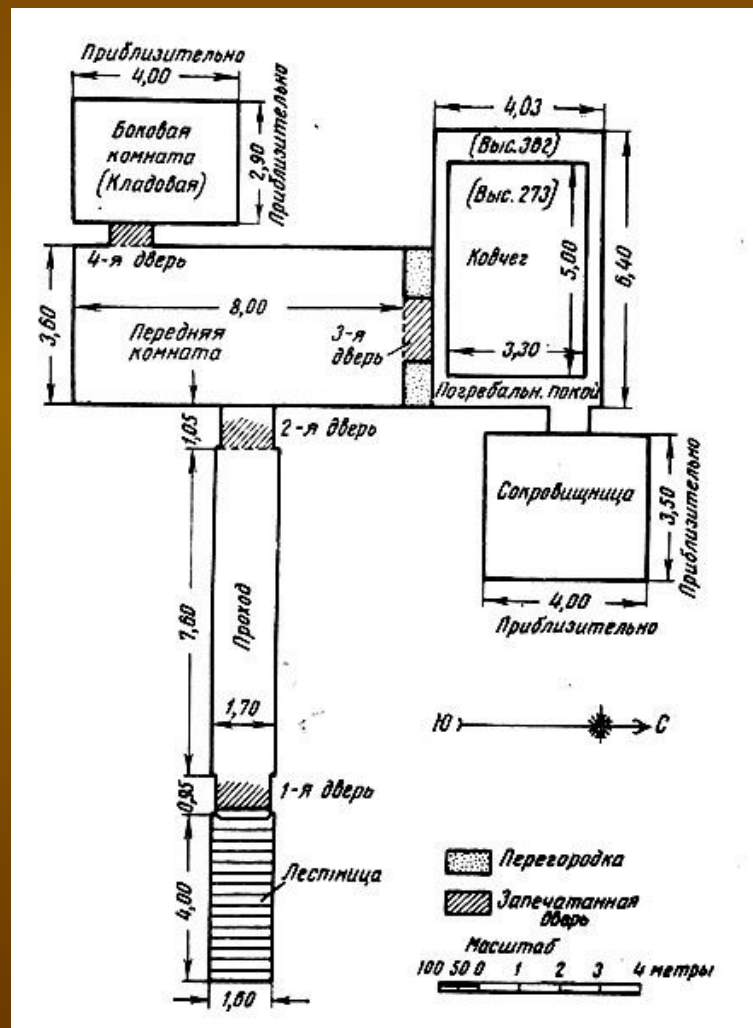 Приблизительно
4,00
Боковая
комната
(Кладовая)
2,90
Приблизительно
4-я дверь
4,03
(Выс. 362)
(Выс. 273)
Ковчег
5,00
6,40
3,30
Погребальн. покой
3,60
8,00
Передняя
комната
3-я
дверь
1,05
2-я дверь
Сокровищница
3,50
Приблизительно
4,00
Приблизительно
7,60
Проход
1,70
Ю
С
0,95
1-я дверь
4,00
Лестница
1,60
Перегородка
Запечатанная
дверь
Масштаб
100 50 0 1 2 3 4 метры